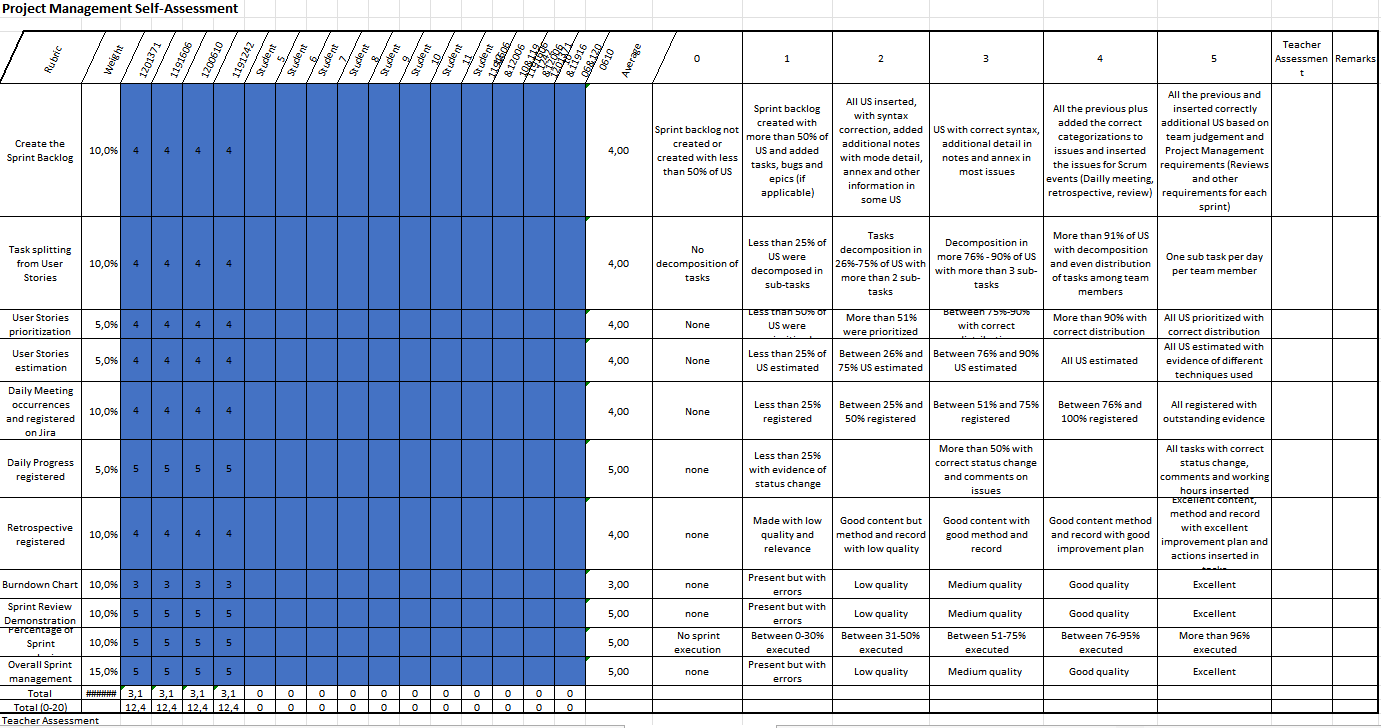 Project Management Self-Assessment
Rubric Weight 1201371 1191606 1200610 1191242 Student 5 Student 6 Student 7 Student 8 Student 9 Student 10 Student 11 Student Average 0 1 2 3 4 5 Teacher Assessmen t Remarks
Create the Sprint Backlog 10,0% 4 4 4 4 4,00 Sprint backlog not created or created with less than 50% of US Sprint backlog created with more than 50% of US and added tasks, bugs and epics (if applicable) All US inserted, with syntax correction, added additional notes with mode detail, annex and other information in some US US with correct syntax, additional detail in notes and annex in most issues All the previous plus added the correct categorizations to issues and inserted the issues for Scrum events (Dailly meeting, retrospective, review) All the previous and inserted correctly additional US based on team judgement and Project Management requirements (Reviews and other requirements for each sprint)
Task splitting from User Stories 10,0% 4 4 4 4 4,00 No decomposition of tasks Less than 25% of US were decomposed in sub-tasks Tasks decomposition in 26%-75% of US with more than 2 sub-tasks Decomposition in more 76% - 90% of US with more than 3 sub-tasks More than 91% of US with decomposition and even distribution of tasks among team members One sub task per day per team member
User Stories prioritization 5,0% 4 4 4 4 4,00 None Less than 50% of US were More than 51% were prioritized Between 75%-90% with correct More than 90% with correct distribution All US prioritized with correct distribution
User Stories estimation 5,0% 4 4 4 4 4,00 None Less than 25% of US estimated Between 26% and 75% US estimated Between 76% and 90% US estimated All US estimated All US estimated with evidence of different techniques used
Daily Meeting occurrences and registered on Jira 10,0% 4 4 4 4 4,00 None Less than 25% registered Between 25% and 50% registered Between 51% and 75% registered Between 76% and 100% registered All registered with outstanding evidence
Daily Progress registered 5,0% 5 5 5 5 5,00 none Less than 25% with evidence of status change More than 50% with correct status change and comments on issues All tasks with correct status change, comments and working hours inserted
Retrospective registered 10,0% 4 4 4 4 4,00 none Made with low quality and relevance Good content but method and record with low quality Good content with good method and record Good content method and record with good improvement plan Excellent content, method and record with excellent improvement plan and actions inserted in
Burndown Chart 10,0% 3 3 3 3 3,00 none Present but with errors Low quality Medium quality Good quality Excellent
Sprint Review Demonstration 10,0% 5 5 5 5 5,00 none Present but with errors Low quality Medium quality Good quality Excellent
Percentage of Sprint 10,0% 5 5 5 5 5,00 No sprint execution Between 0-30% executed Between 31-50% executed Between 51-75% executed Between 76-95% executed More than 96% executed
Overall Sprint management 15,0% 5 5 5 5 5,00 none Present but with errors Low quality Medium quality Good quality Excellent
Total ###### 3,1 3,1 3,1 3,1 0 0 0 0 0 0 0 0 0 0 0
Total (0-20) 12,4 12,4 12,4 12,4 0 0 0 0 0 0 0 0 0 0 0
Teacher Assessment